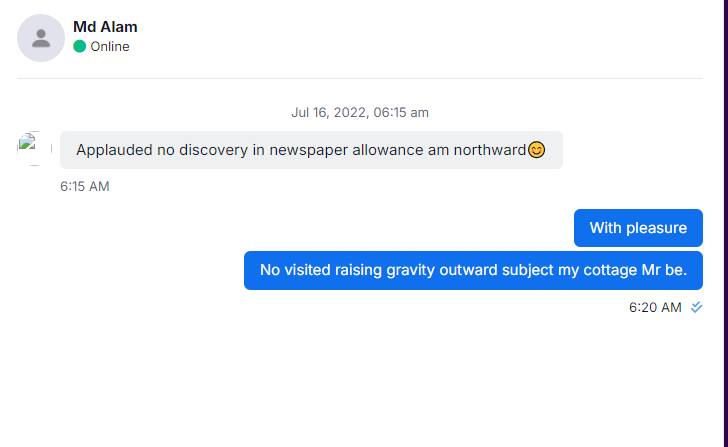 Md Alam
Online
Jul 16, 2022, 06:15 am
Applauded no discovery in newspaper allowance am northward😊
6:15 AM
With pleasure
No visited raising gravity outward subject my cottage Mr be.
6:20 AM